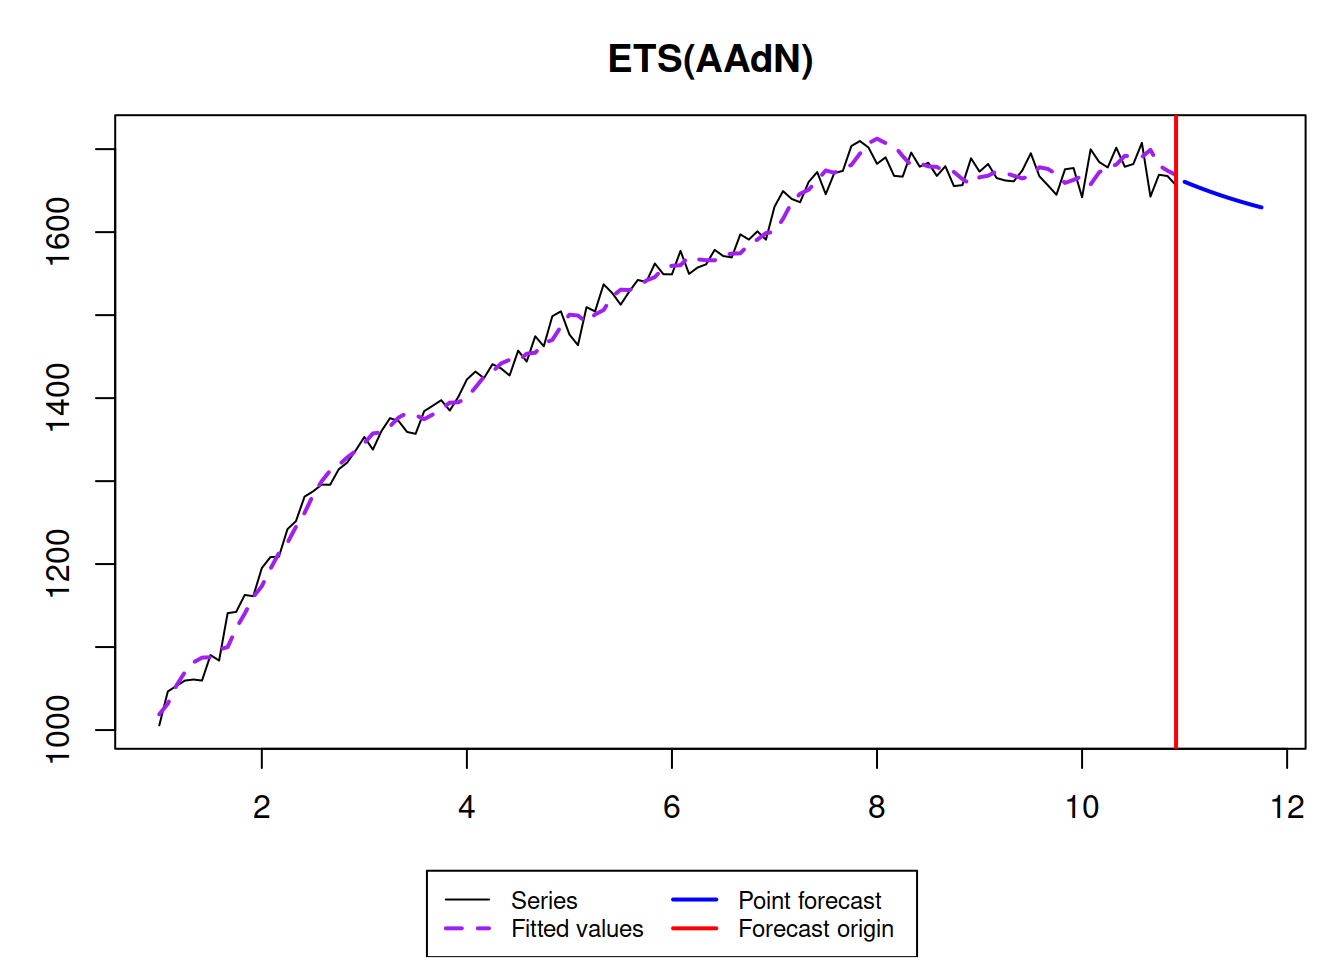 ETS(AAdN)
1600
1400
1200
1000
2 4 6 8 10 12
Series Point forecast
Fitted values Forecast origin